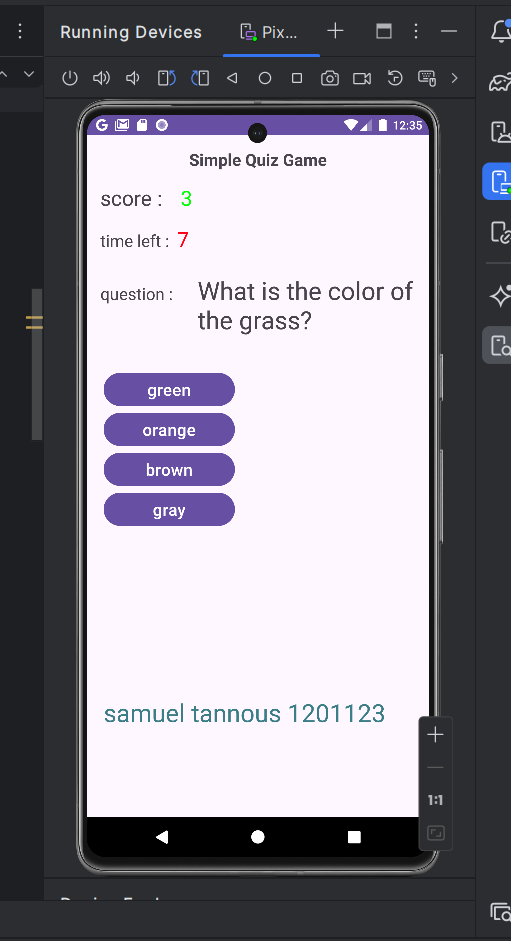 Running Devices
Pix...
12:35
Simple Quiz Game
score : 3
time left : 7
question : What is the color of
the grass?
green
orange
brown
gray
samuel tannous 1201123
1:1